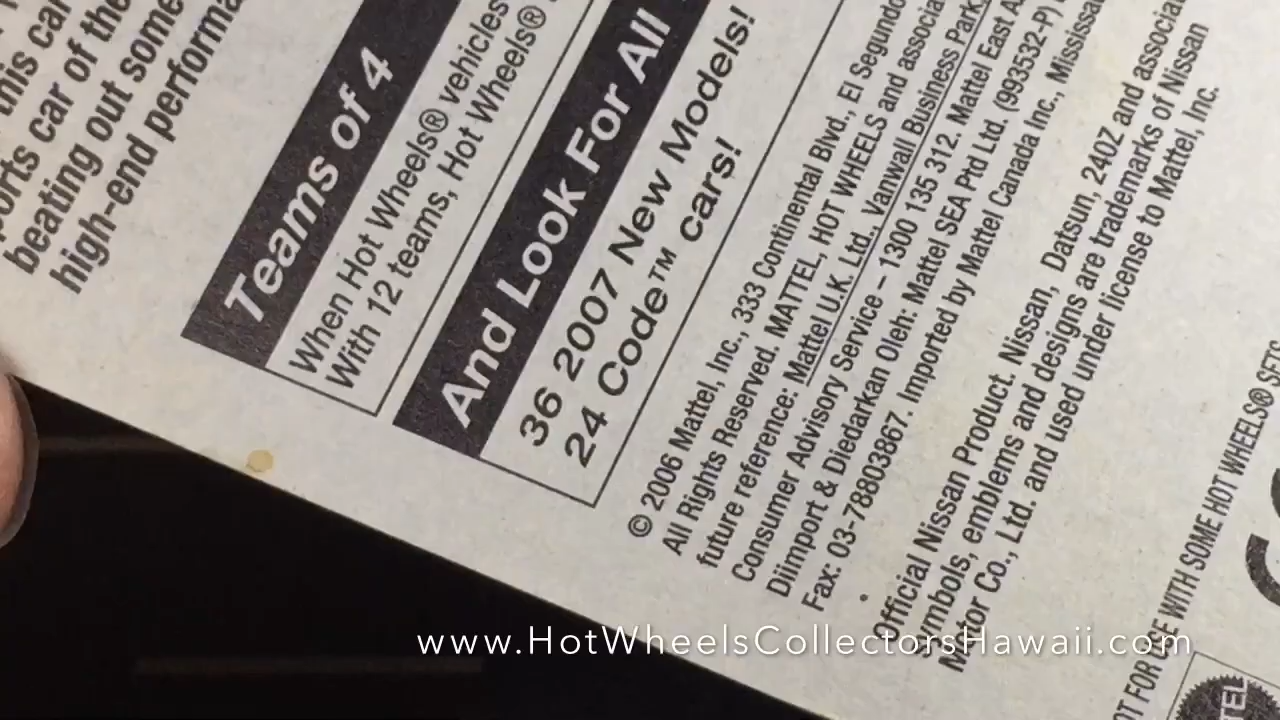 this car
ports car of the
beating out some
high-end performa
Teams of 4
When Hot Wheels® vehicles
With 12 teams, Hot Wheels®
And Look For All
36 2007 New Models!
24 Code™ cars!
© 2006 Mattel, Inc., 333 Continental Blvd., El Segundo
All Rights Reserved. MATTEL, HOT WHEELS and associa
future reference: Mattel U.K. Ltd., Vanwall Business Park,
Consumer Advisory Service – 1300 135 312. Mattel East A
Diimport & Diedarkan Oleh: Mattel SEA Ptd Ltd. (993532-P)
Fax: 03-78803867. Imported by Mattel Canada Inc., Mississau
Official Nissan Product. Nissan, Datsun, 240Z and associat
Symbols, emblems and designs are trademarks of Nissan
Motor Co., Ltd. and used under license to Mattel, Inc.
OT FOR USE WITH SOME HOT WHEELS® SETS
TEL
www.HotWheelsCollectorsHawaii.com